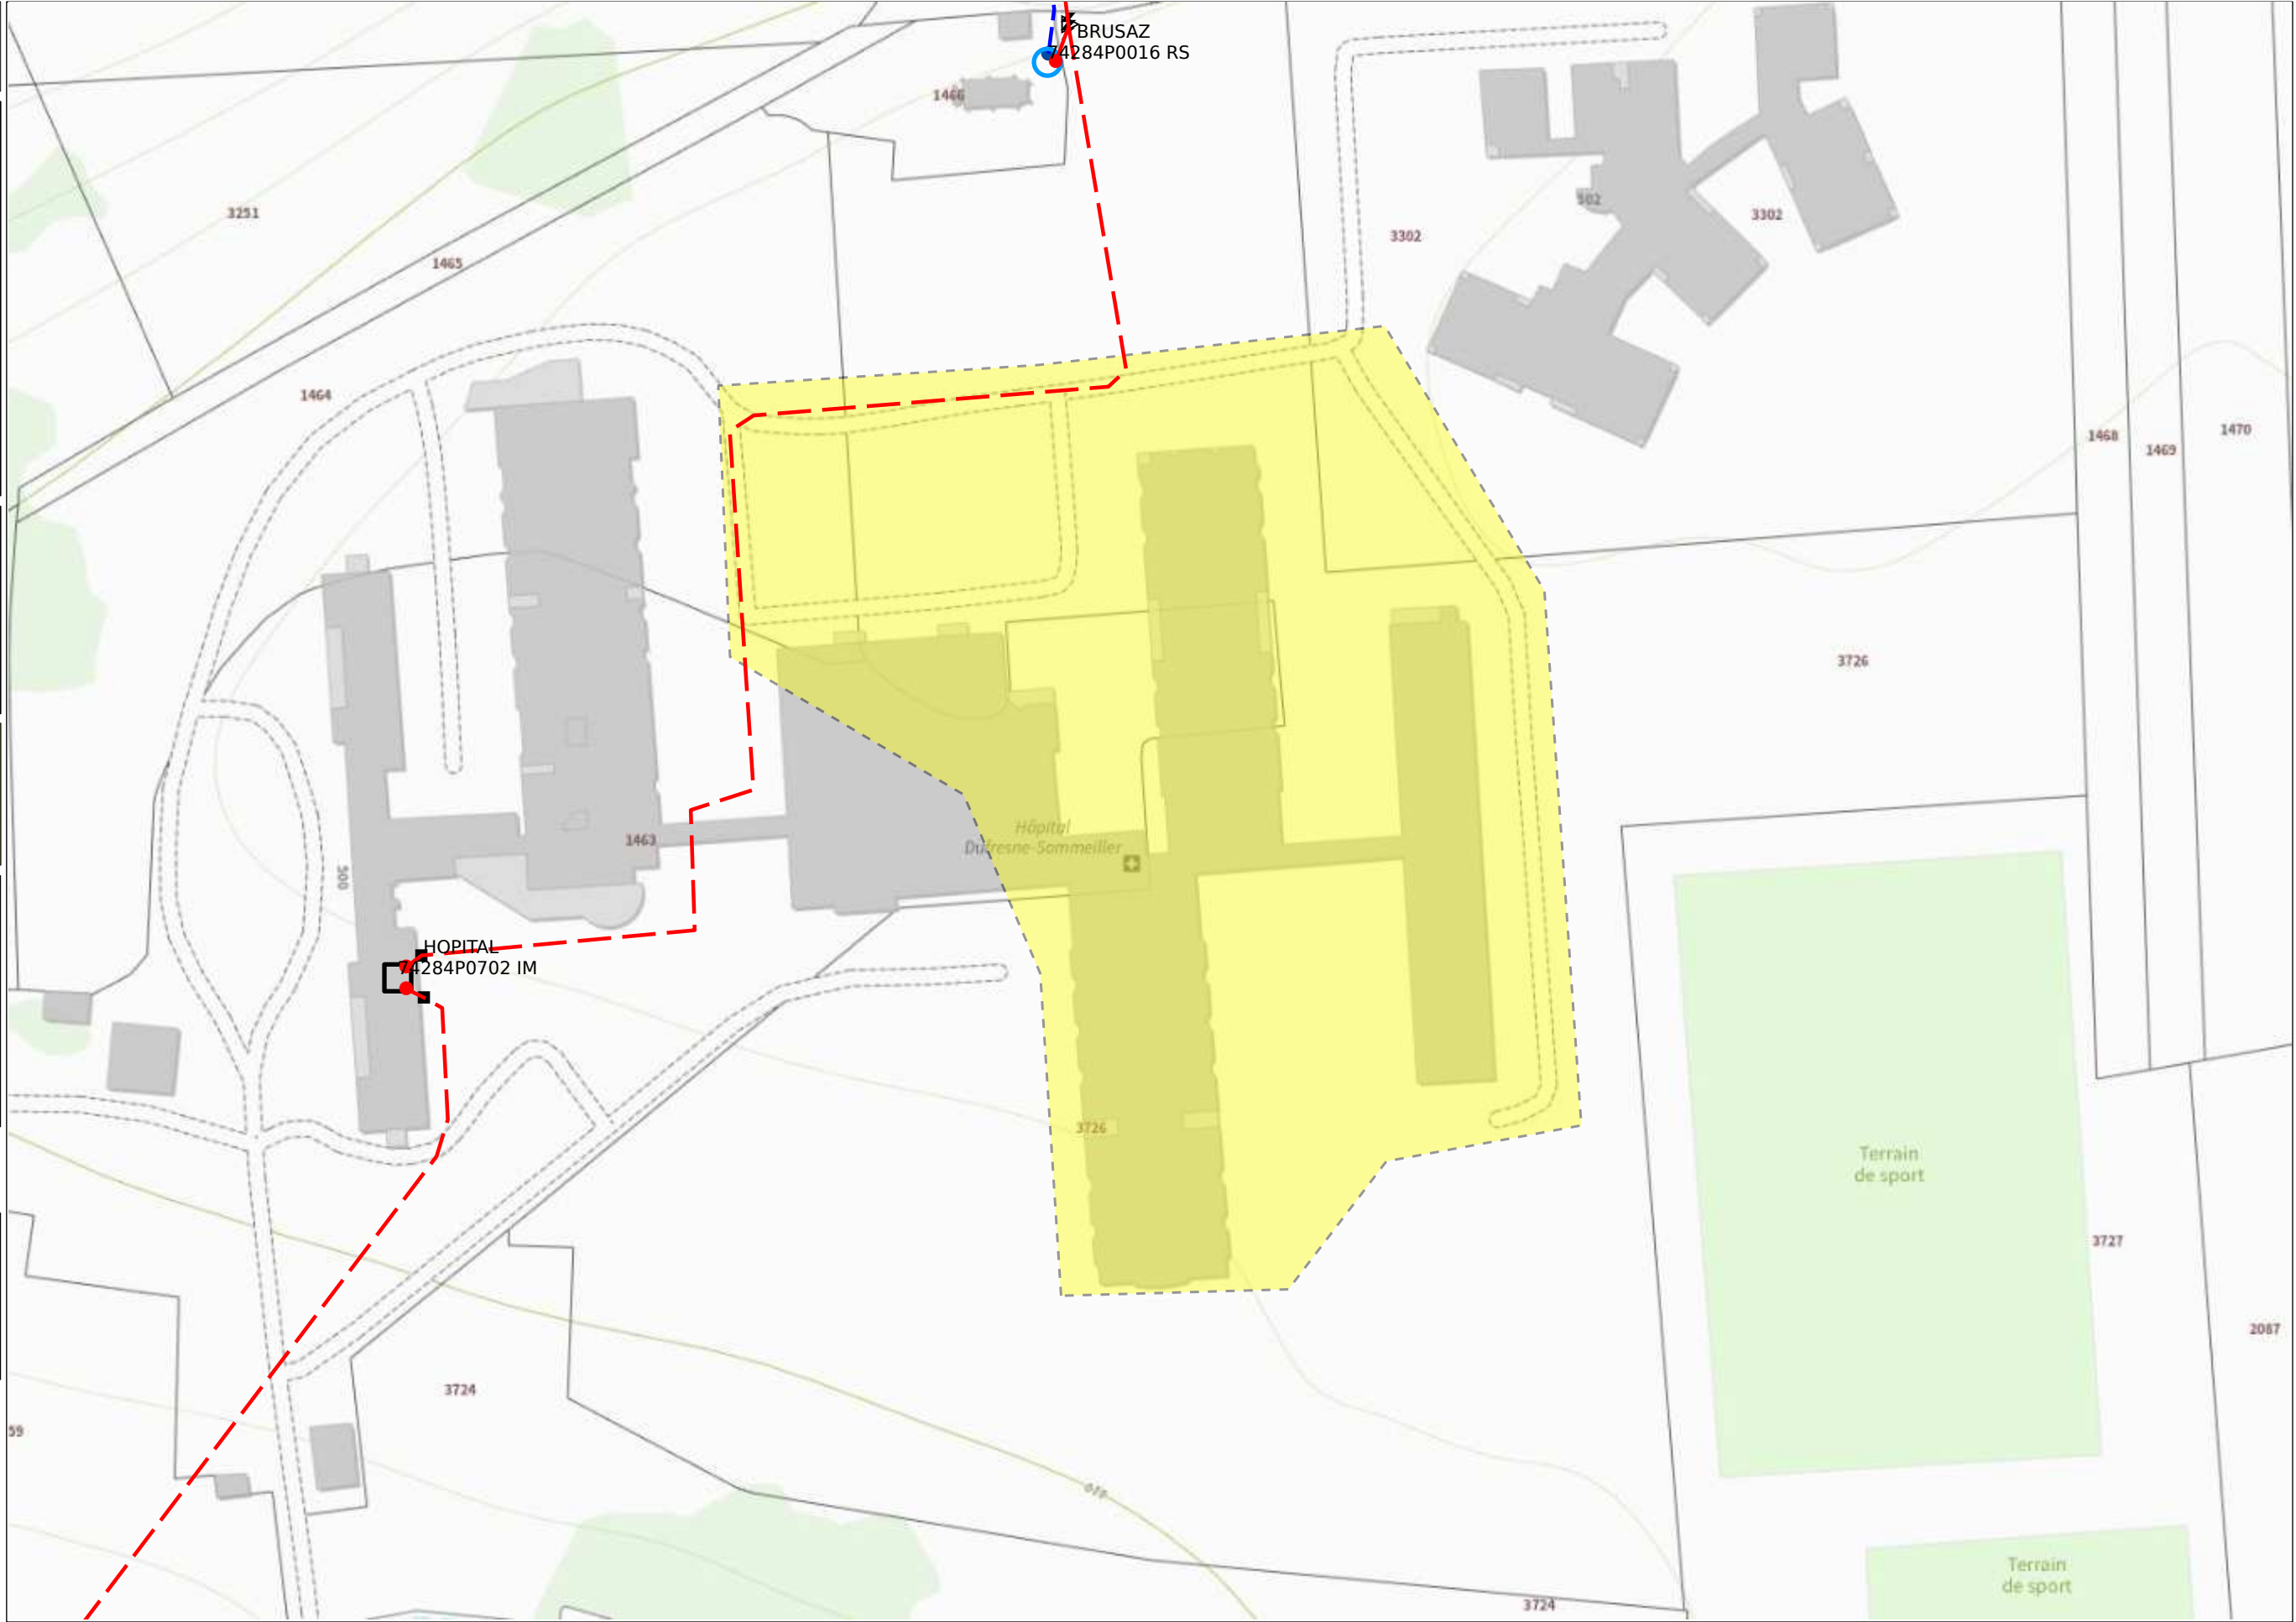 BRUSAZ
74284P0016 RS
1466
502
3251
3302
3302
1465
1464
1468
1469
1470
3726
Hôpital
Dufresne-Sommeiller
1463
500
HOPITAL
74284P0702 IM
3726
Terrain
de sport
3727
2087
3724
59
Terrain
de sport
3724